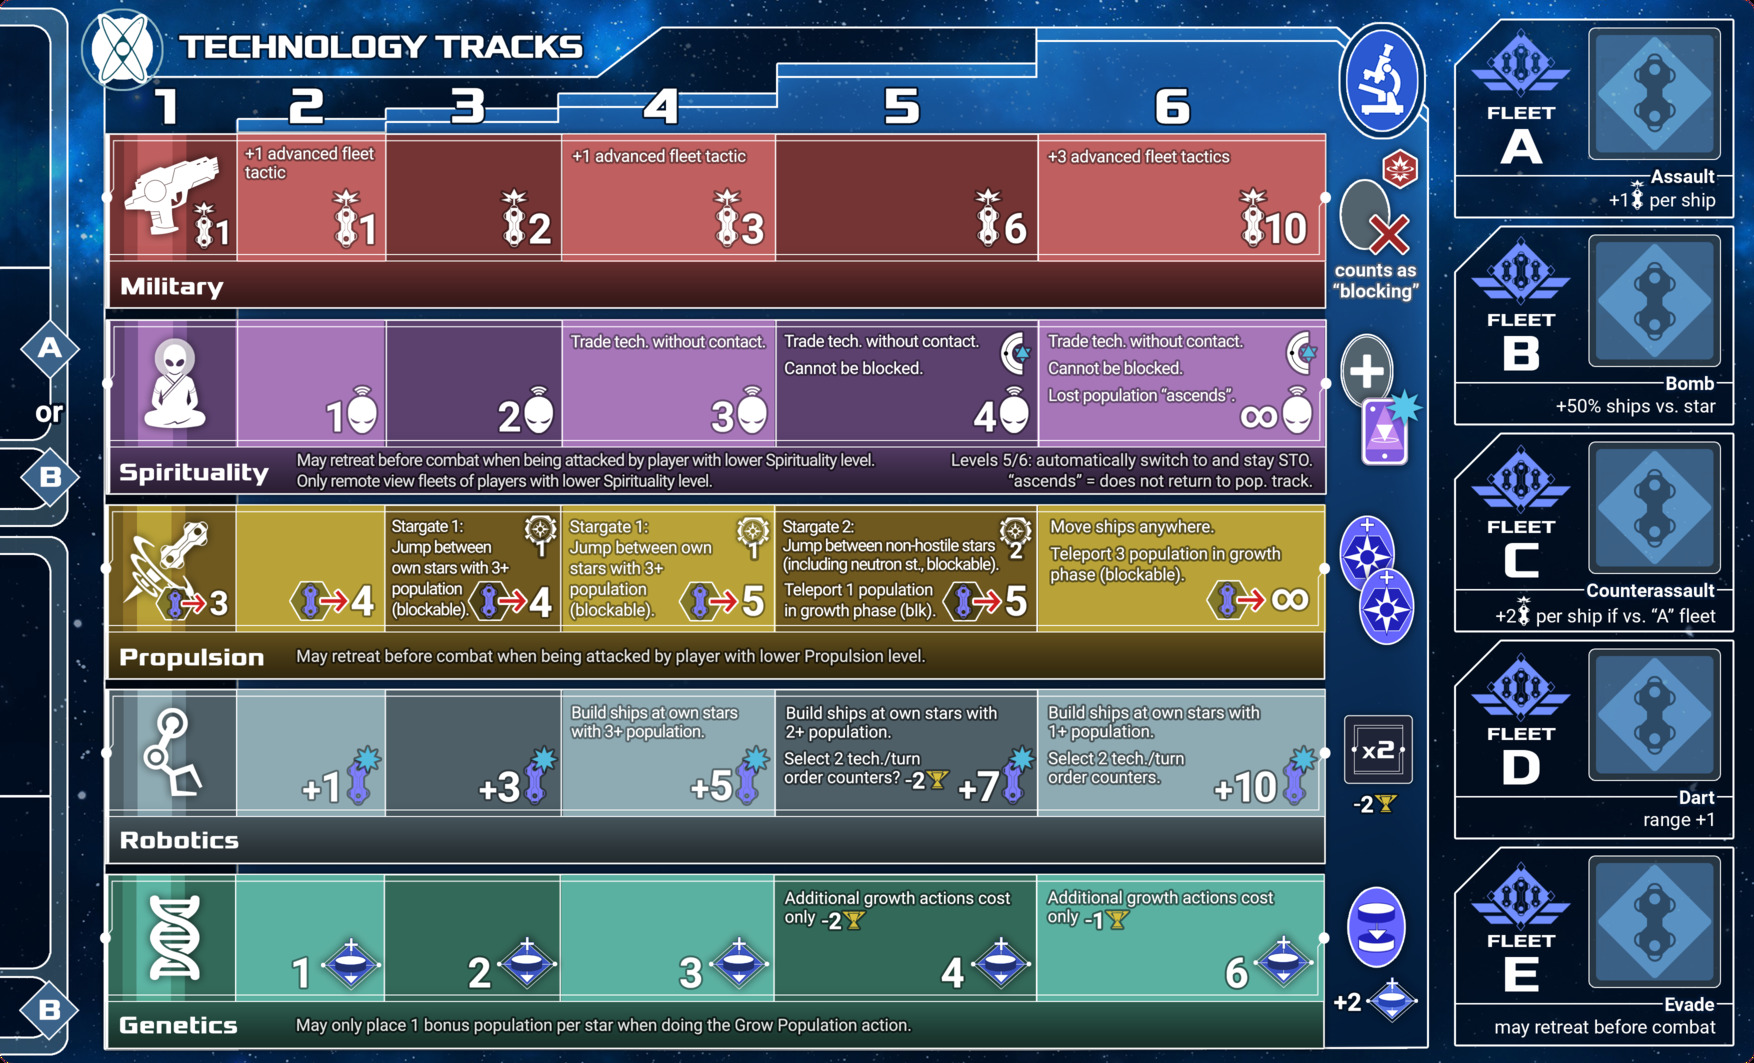 TECHNOLOGY TRACKS
1 2 3 4 5 6
+1 advanced fleet
tactic
+1 advanced fleet tactic
+3 advanced fleet tactics
1 1 2 3 6 10
Military
counts as
“blocking”
Trade tech. without contact.
Trade tech. without contact.
Cannot be blocked.
Trade tech. without contact.
Cannot be blocked.
Lost population “ascends”.
1 2 3 4 ∞
Spirituality
May retreat before combat when being attacked by player with lower Spirituality level.
Only remote view fleets of players with lower Spirituality level.
Levels 5/6: automatically switch to and stay STO.
“ascends” = does not return to pop. track.
3
4
Stargate 1:
Jump between
own stars with 3+
population
(blockable).
1
4
Stargate 1:
Jump between own
stars with 3+
population
(blockable).
1
5
Stargate 2:
Jump between non-hostile stars
(including neutron st., blockable).
Teleport 1 population
in growth phase (blk).
2
5
Move ships anywhere.
Teleport 3 population in growth
phase (blockable).
∞
Propulsion
May retreat before combat when being attacked by player with lower Propulsion level.
+1
+3
Build ships at own stars
with 3+ population.
+5
Build ships at own stars with
2+ population.
Select 2 tech./turn
order counters? -2
+7
Build ships at own stars with
1+ population.
Select 2 tech./turn
order counters.
+10
x2
-2
Robotics
1
2
3
Additional growth actions cost
only -2
4
Additional growth actions cost
only -1
6
+2
Genetics
May only place 1 bonus population per star when doing the Grow Population action.
A
or
B
B
FLEET
A
Assault
+1 per ship
FLEET
B
Bomb
+50% ships vs. star
FLEET
C
Counterassault
+2 per ship if vs. “A” fleet
FLEET
D
Dart
range +1
FLEET
E
Evade
may retreat before combat